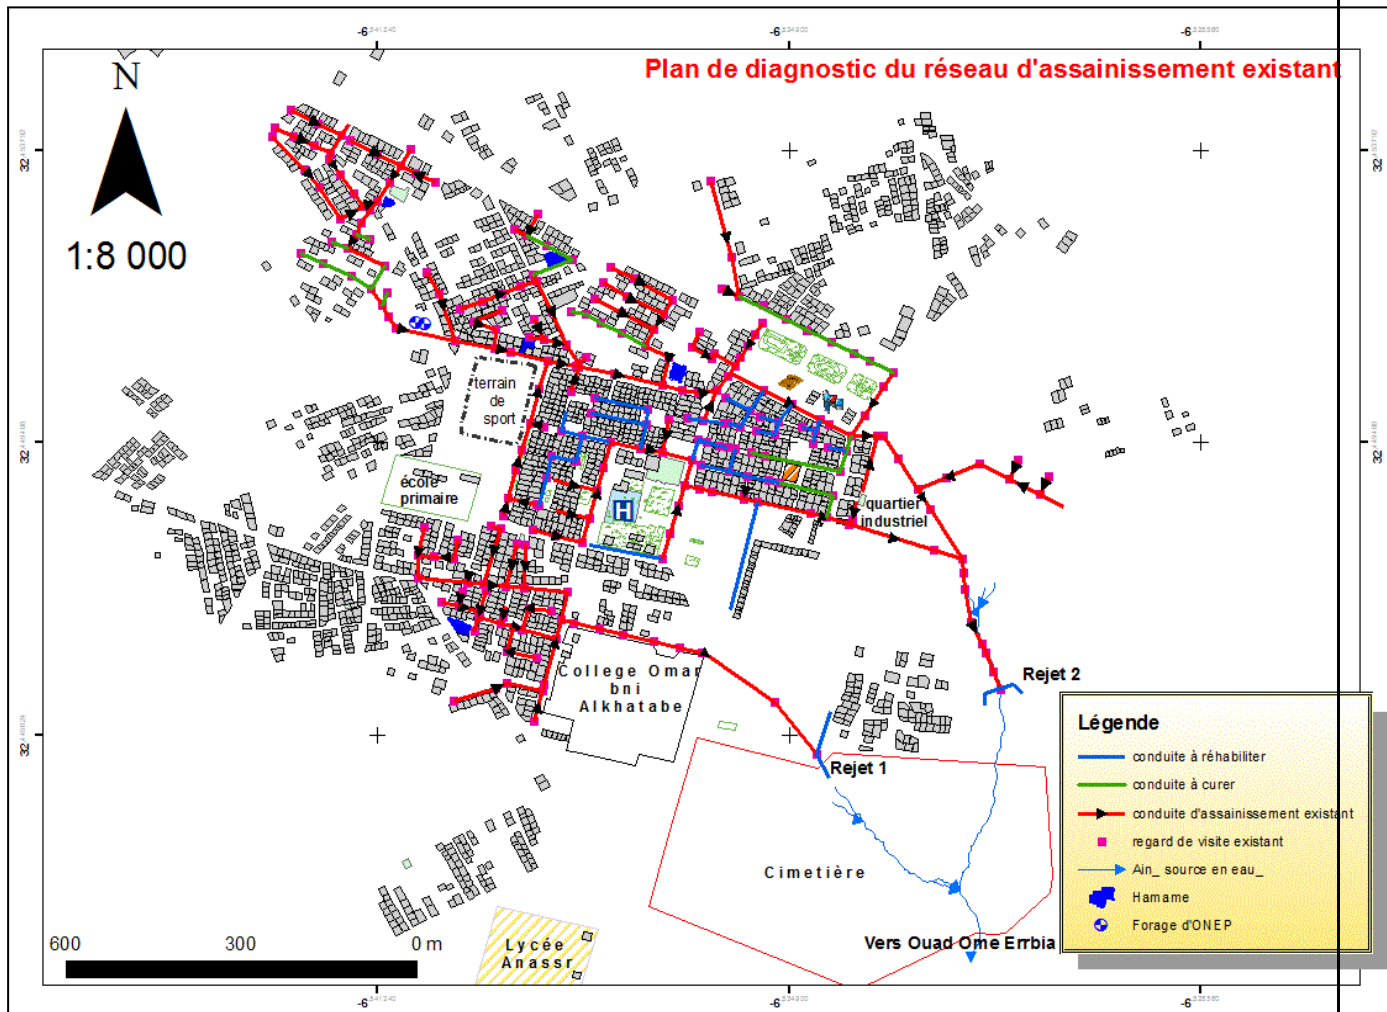 Plan de diagnostic du réseau d'assainissement existant
N
1:8 000
terrain
de
sport
école
primaire
H
quartier
industriel
College Omar
bni
Alkhatabe
Rejet 2
Rejet 1
Cimetière
Vers Ouad Ome Errbia
Lycée
Anassr
600 300 0 m
Légende
conduite à réhabiliter
conduite à curer
conduite d'assainissement existant
regard de visite existant
Ain_ source en eau_
Hamame
Forage d'ONEP